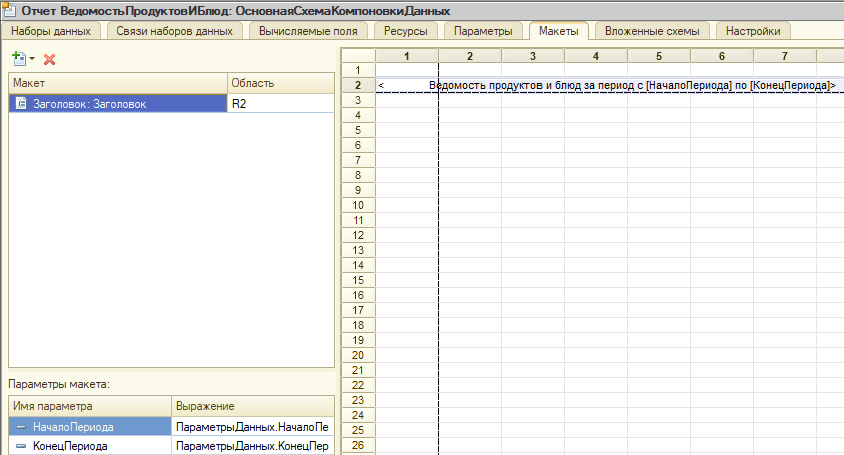 Отчет ВедомостьПродуктовИБлюд: ОсновнаяСхемаКомпоновкиДанных
Наборы данных Связи наборов данных Вычисляемые поля Ресурсы Параметры Макеты Вложенные схемы Настройки
Макет Область
Заголовок: Заголовок R2
Параметры макета:
Имя параметра Выражение
НачалоПериода ПараметрыДанных.НачалоПе
КонецПериода ПараметрыДанных.КонецПер
1 2 3 4 5 6 7
1
2 < Ведомость продуктов и блюд за период с [НачалоПериода] по [КонецПериода]>
3
4
5
6
7
8
9
10
11
12
13
14
15
16
17
18
19
20
21
22
23
24
25
26